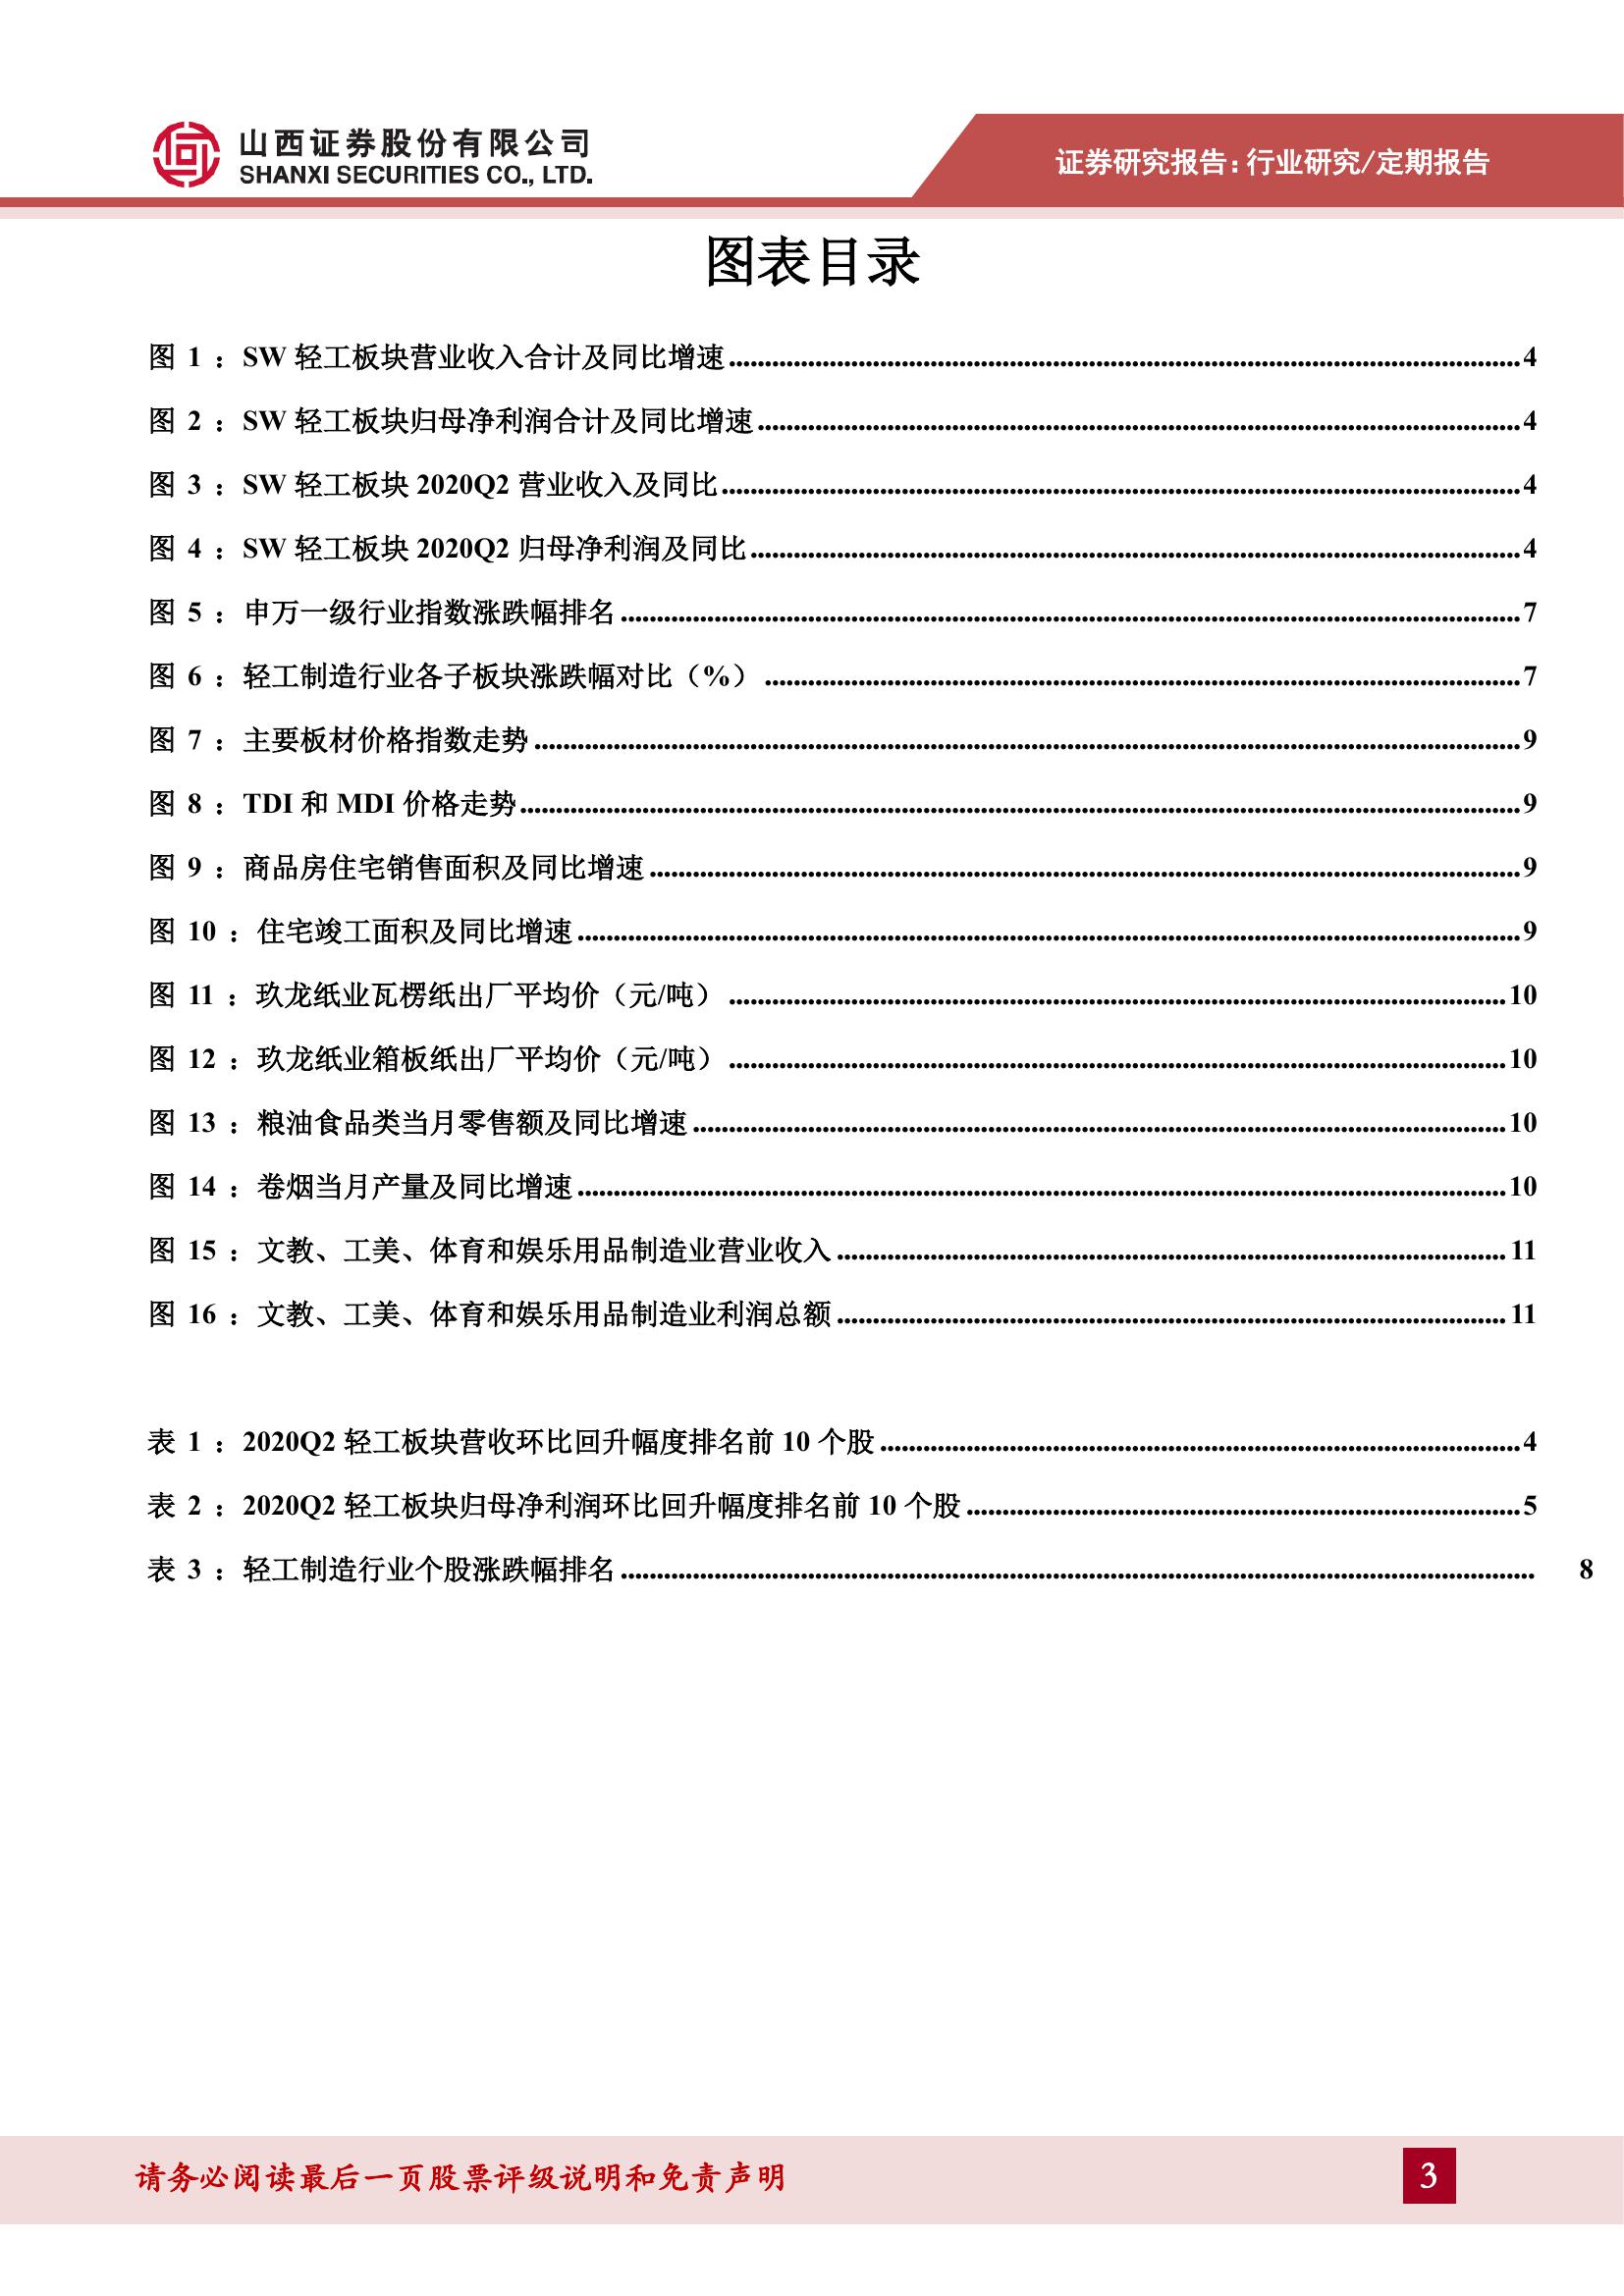 山西证券股份有限公司
SHANXI SECURITIES CO., LTD.
证券研究报告：行业研究/定期报告
图表目录
图 1 ：SW 轻工板块营业收入合计及同比增速........................4
图 2 ：SW 轻工板块归母净利润合计及同比增速........................4
图 3 ：SW 轻工板块 2020Q2 营业收入及同比........................4
图 4 ：SW 轻工板块 2020Q2 归母净利润及同比........................4
图 5 ：申万一级行业指数涨跌幅排名........................7
图 6 ：轻工制造行业各子板块涨跌幅对比（%）........................7
图 7 ：主要板材价格指数走势........................9
图 8 ：TDI 和 MDI 价格走势........................9
图 9 ：商品房住宅销售面积及同比增速........................9
图 10 ：住宅竣工面积及同比增速........................9
图 11 ：玖龙纸业瓦楞纸出厂平均价（元/吨）........................10
图 12 ：玖龙纸业箱板纸出厂平均价（元/吨）........................10
图 13 ：粮油食品类当月零售额及同比增速........................10
图 14 ：卷烟当月产量及同比增速........................10
图 15 ：文教、工美、体育和娱乐用品制造业营业收入........................11
图 16 ：文教、工美、体育和娱乐用品制造业利润总额........................11
表 1 ：2020Q2 轻工板块营收环比回升幅度排名前 10 个股........................4
表 2 ：2020Q2 轻工板块归母净利润环比回升幅度排名前 10 个股........................5
表 3 ：轻工制造行业个股涨跌幅排名........................ 8
请务必阅读最后一页股票评级说明和免责声明
3